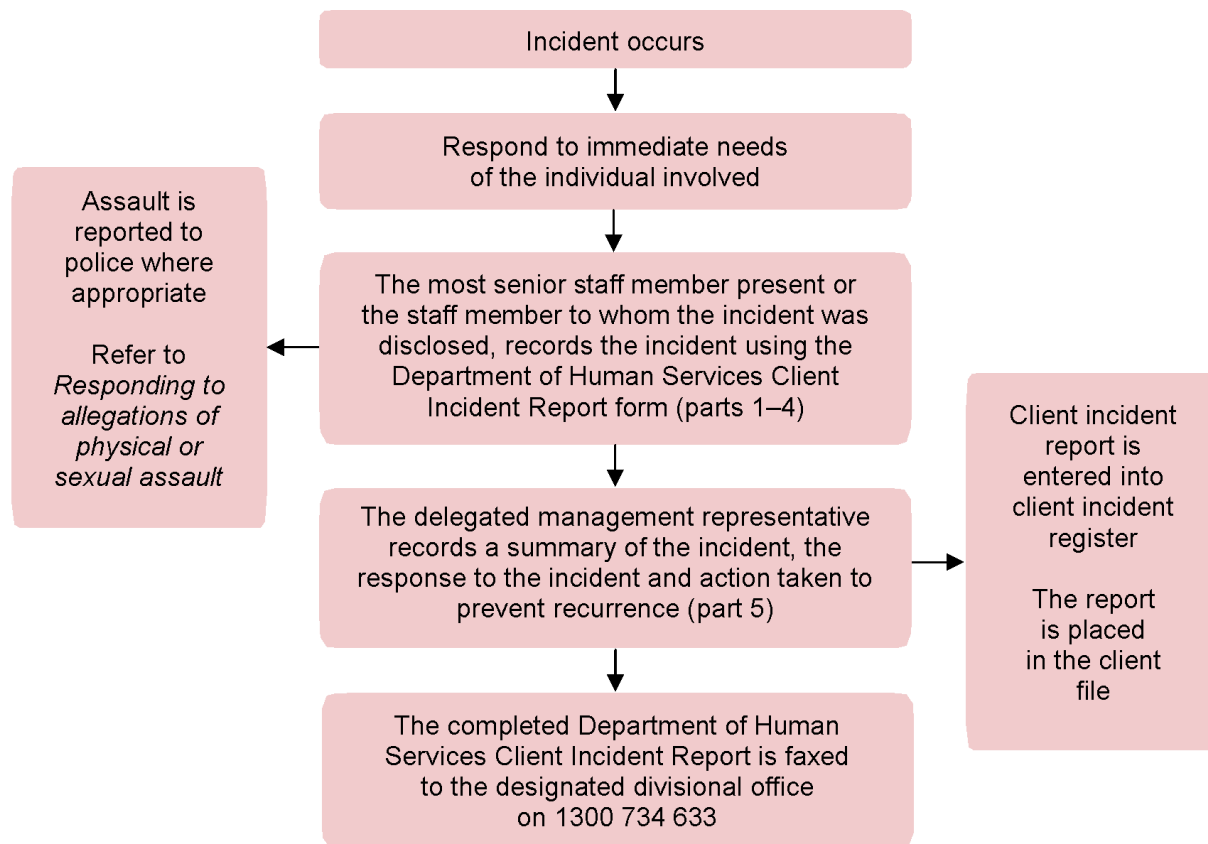 Incident occurs
Respond to immediate needs
of the individual involved
Assault is
reported to
police where
appropriate
Refer to
Responding to
allegations of
physical or
sexual assault
The most senior staff member present or
the staff member to whom the incident was
disclosed, records the incident using the
Department of Human Services Client
Incident Report form (parts 1–4)
The delegated management representative
records a summary of the incident, the
response to the incident and action taken to
prevent recurrence (part 5)
Client incident
report is
entered into
client incident
register
The report
is placed
in the client
file
The completed Department of Human
Services Client Incident Report is faxed
to the designated divisional office
on 1300 734 633